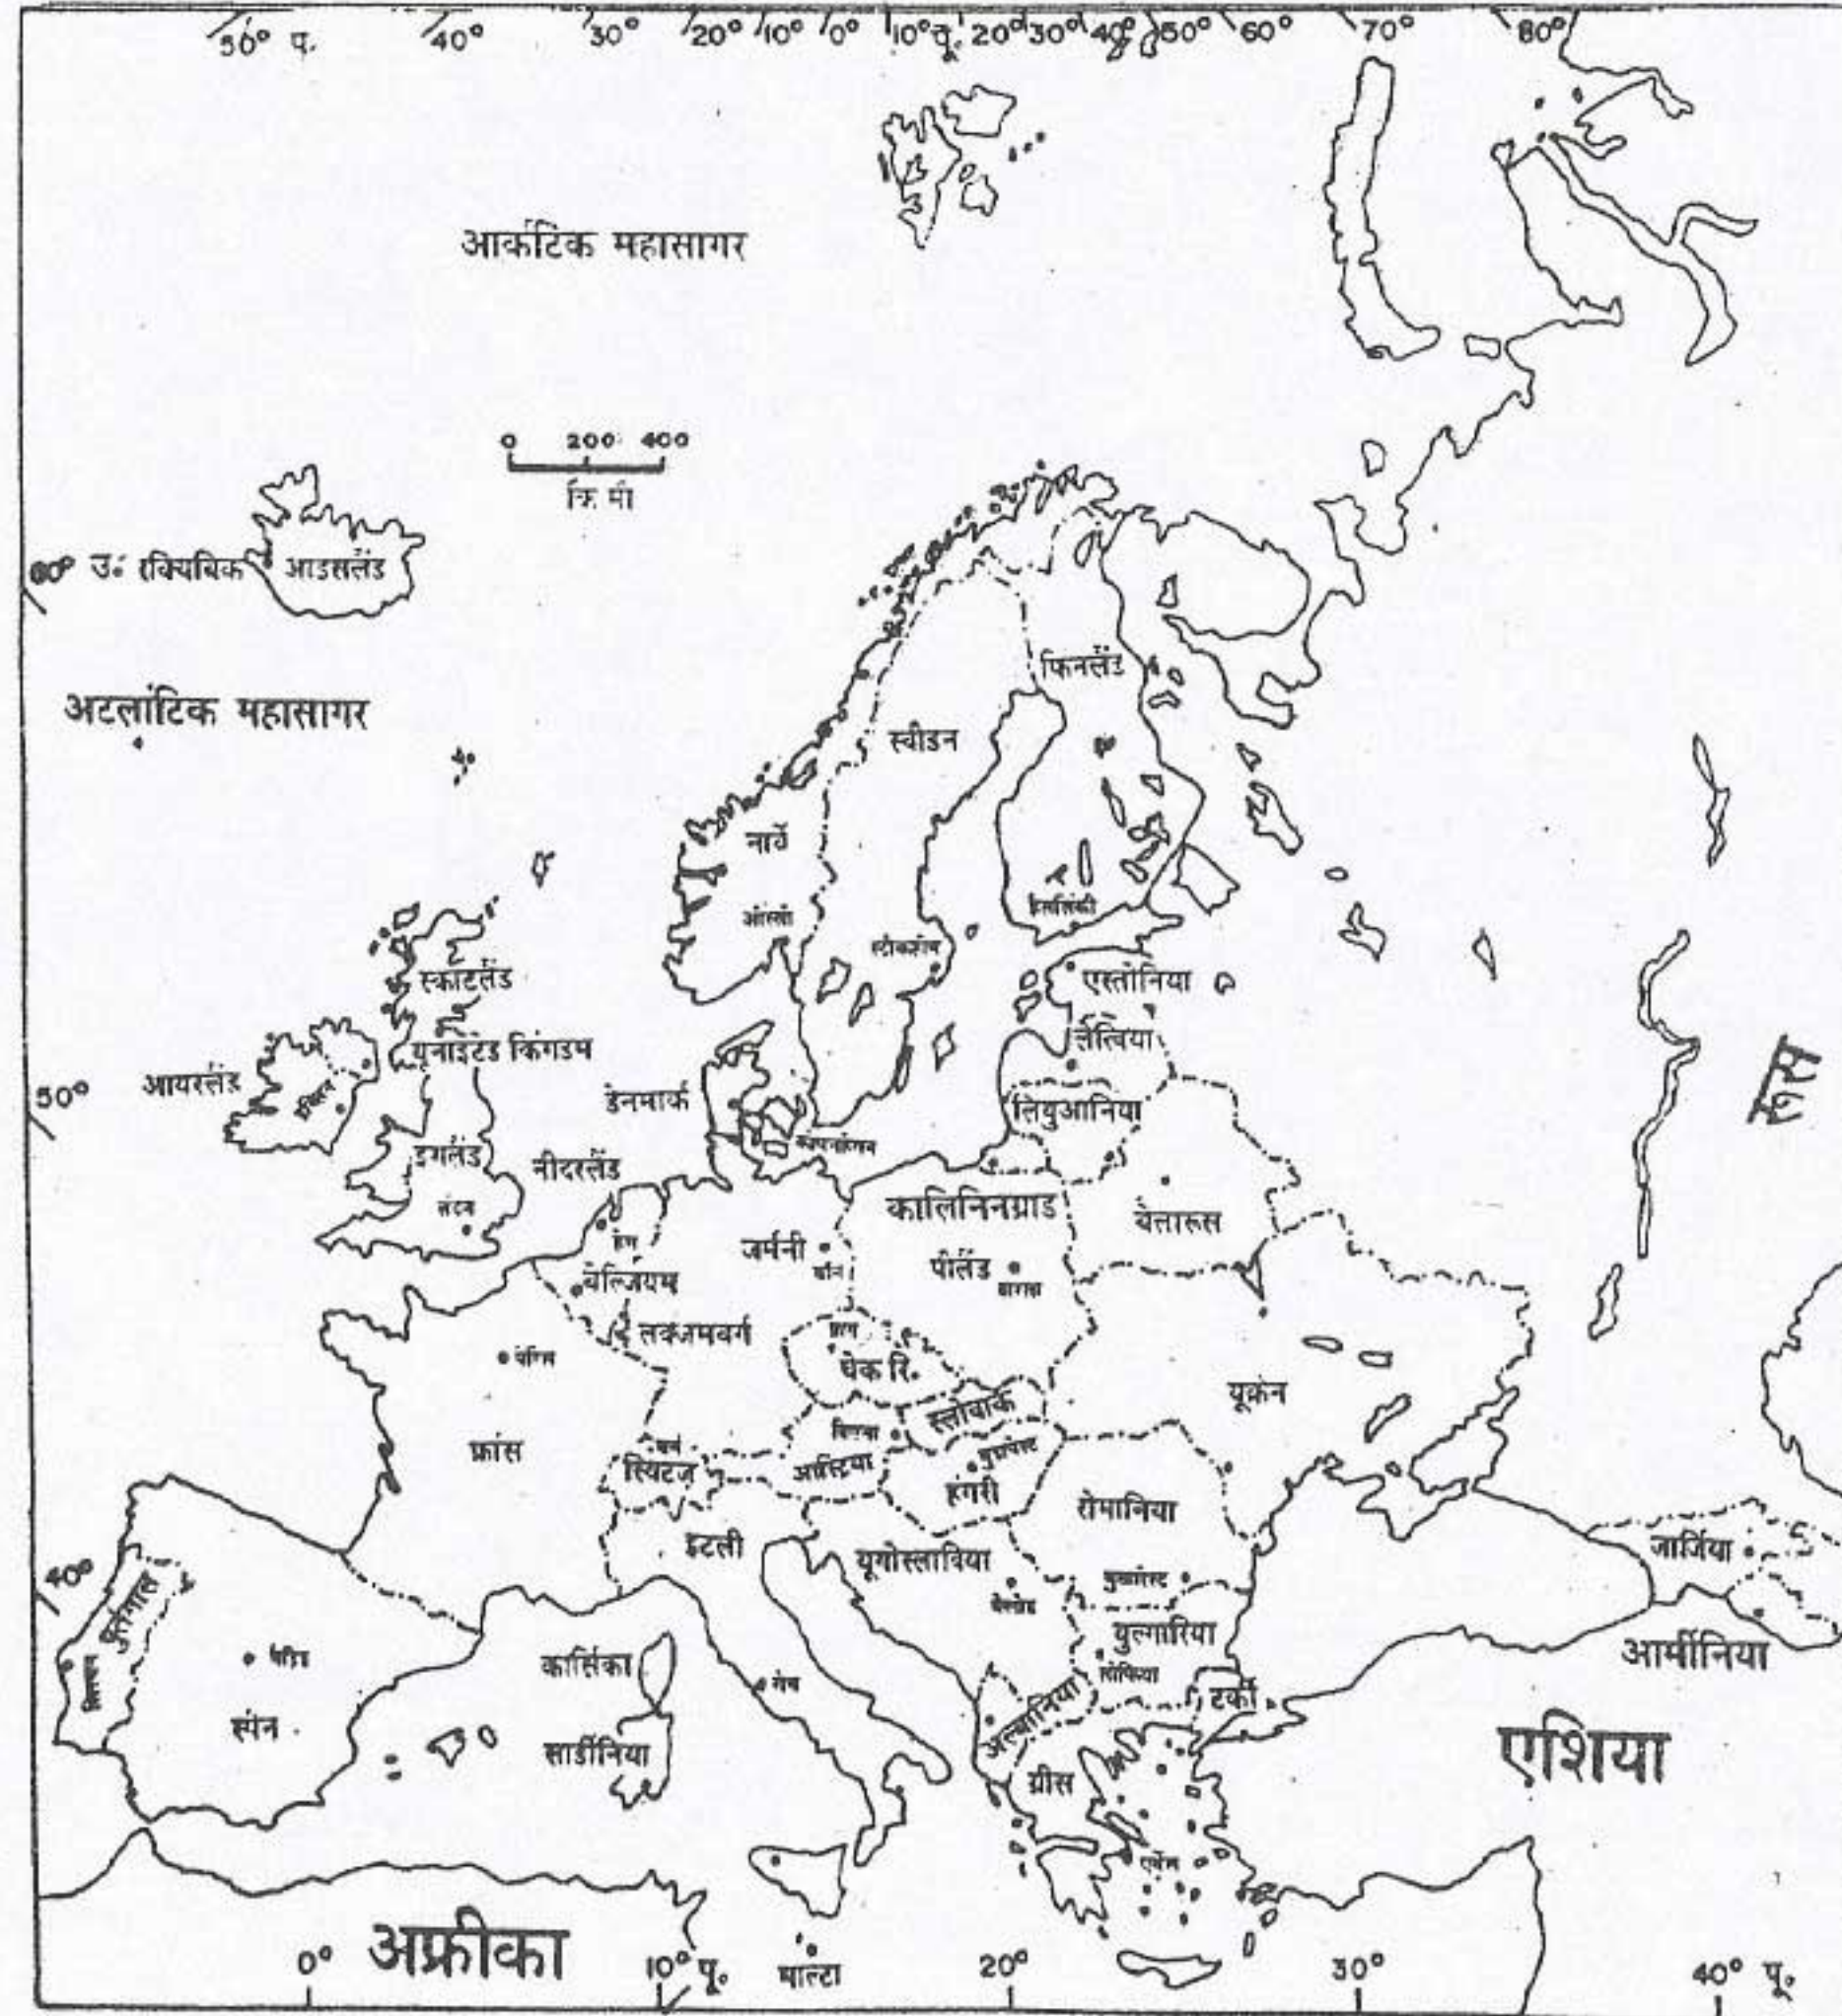 50° प. 40° 30° 20° 10° 0° 10° पू. 20° 30° 40° 50° 60° 70° 80°
आर्कटिक महासागर
0 200 400
कि मी
60° उ. रेक्यिविक आइसलैंड
फिनलैंड
अटलांटिक महासागर
स्वीडन
नार्वे
हेलसिंकी
ओस्लो
स्टॉकहोम
स्काटलैंड
एस्तोनिया
लैत्विया
यूनाइटेड किंगडम
रूस
आयरलैंड
50°
डेनमार्क
लियुआनिया
इंगलैंड
नीदरलैंड
कालिनिनग्राड
लंदन
बेलारूस
हेग
जर्मनी
पोलैंड
बेल्जियम
लक्जमबर्ग
पेरिस
चेक रि.
यूक्रेन
स्लोवाक
फ्रांस
बर्न
स्विटज
आस्ट्रिया
बुडापेस्ट
हंगरी
रोमानिया
इटली
यूगोस्लाविया
जार्जिया
40°
पुर्तगाल
बुखारेस्ट
बुल्गारिया
आर्मीनिया
कार्सिका
सोफिया
रोम
टर्की
अल्बानिया
स्पेन
सार्डीनिया
एशिया
ग्रीस
एथेंस
अफ्रीका
0° 10° पू. माल्टा 20° 30° 40° पू.